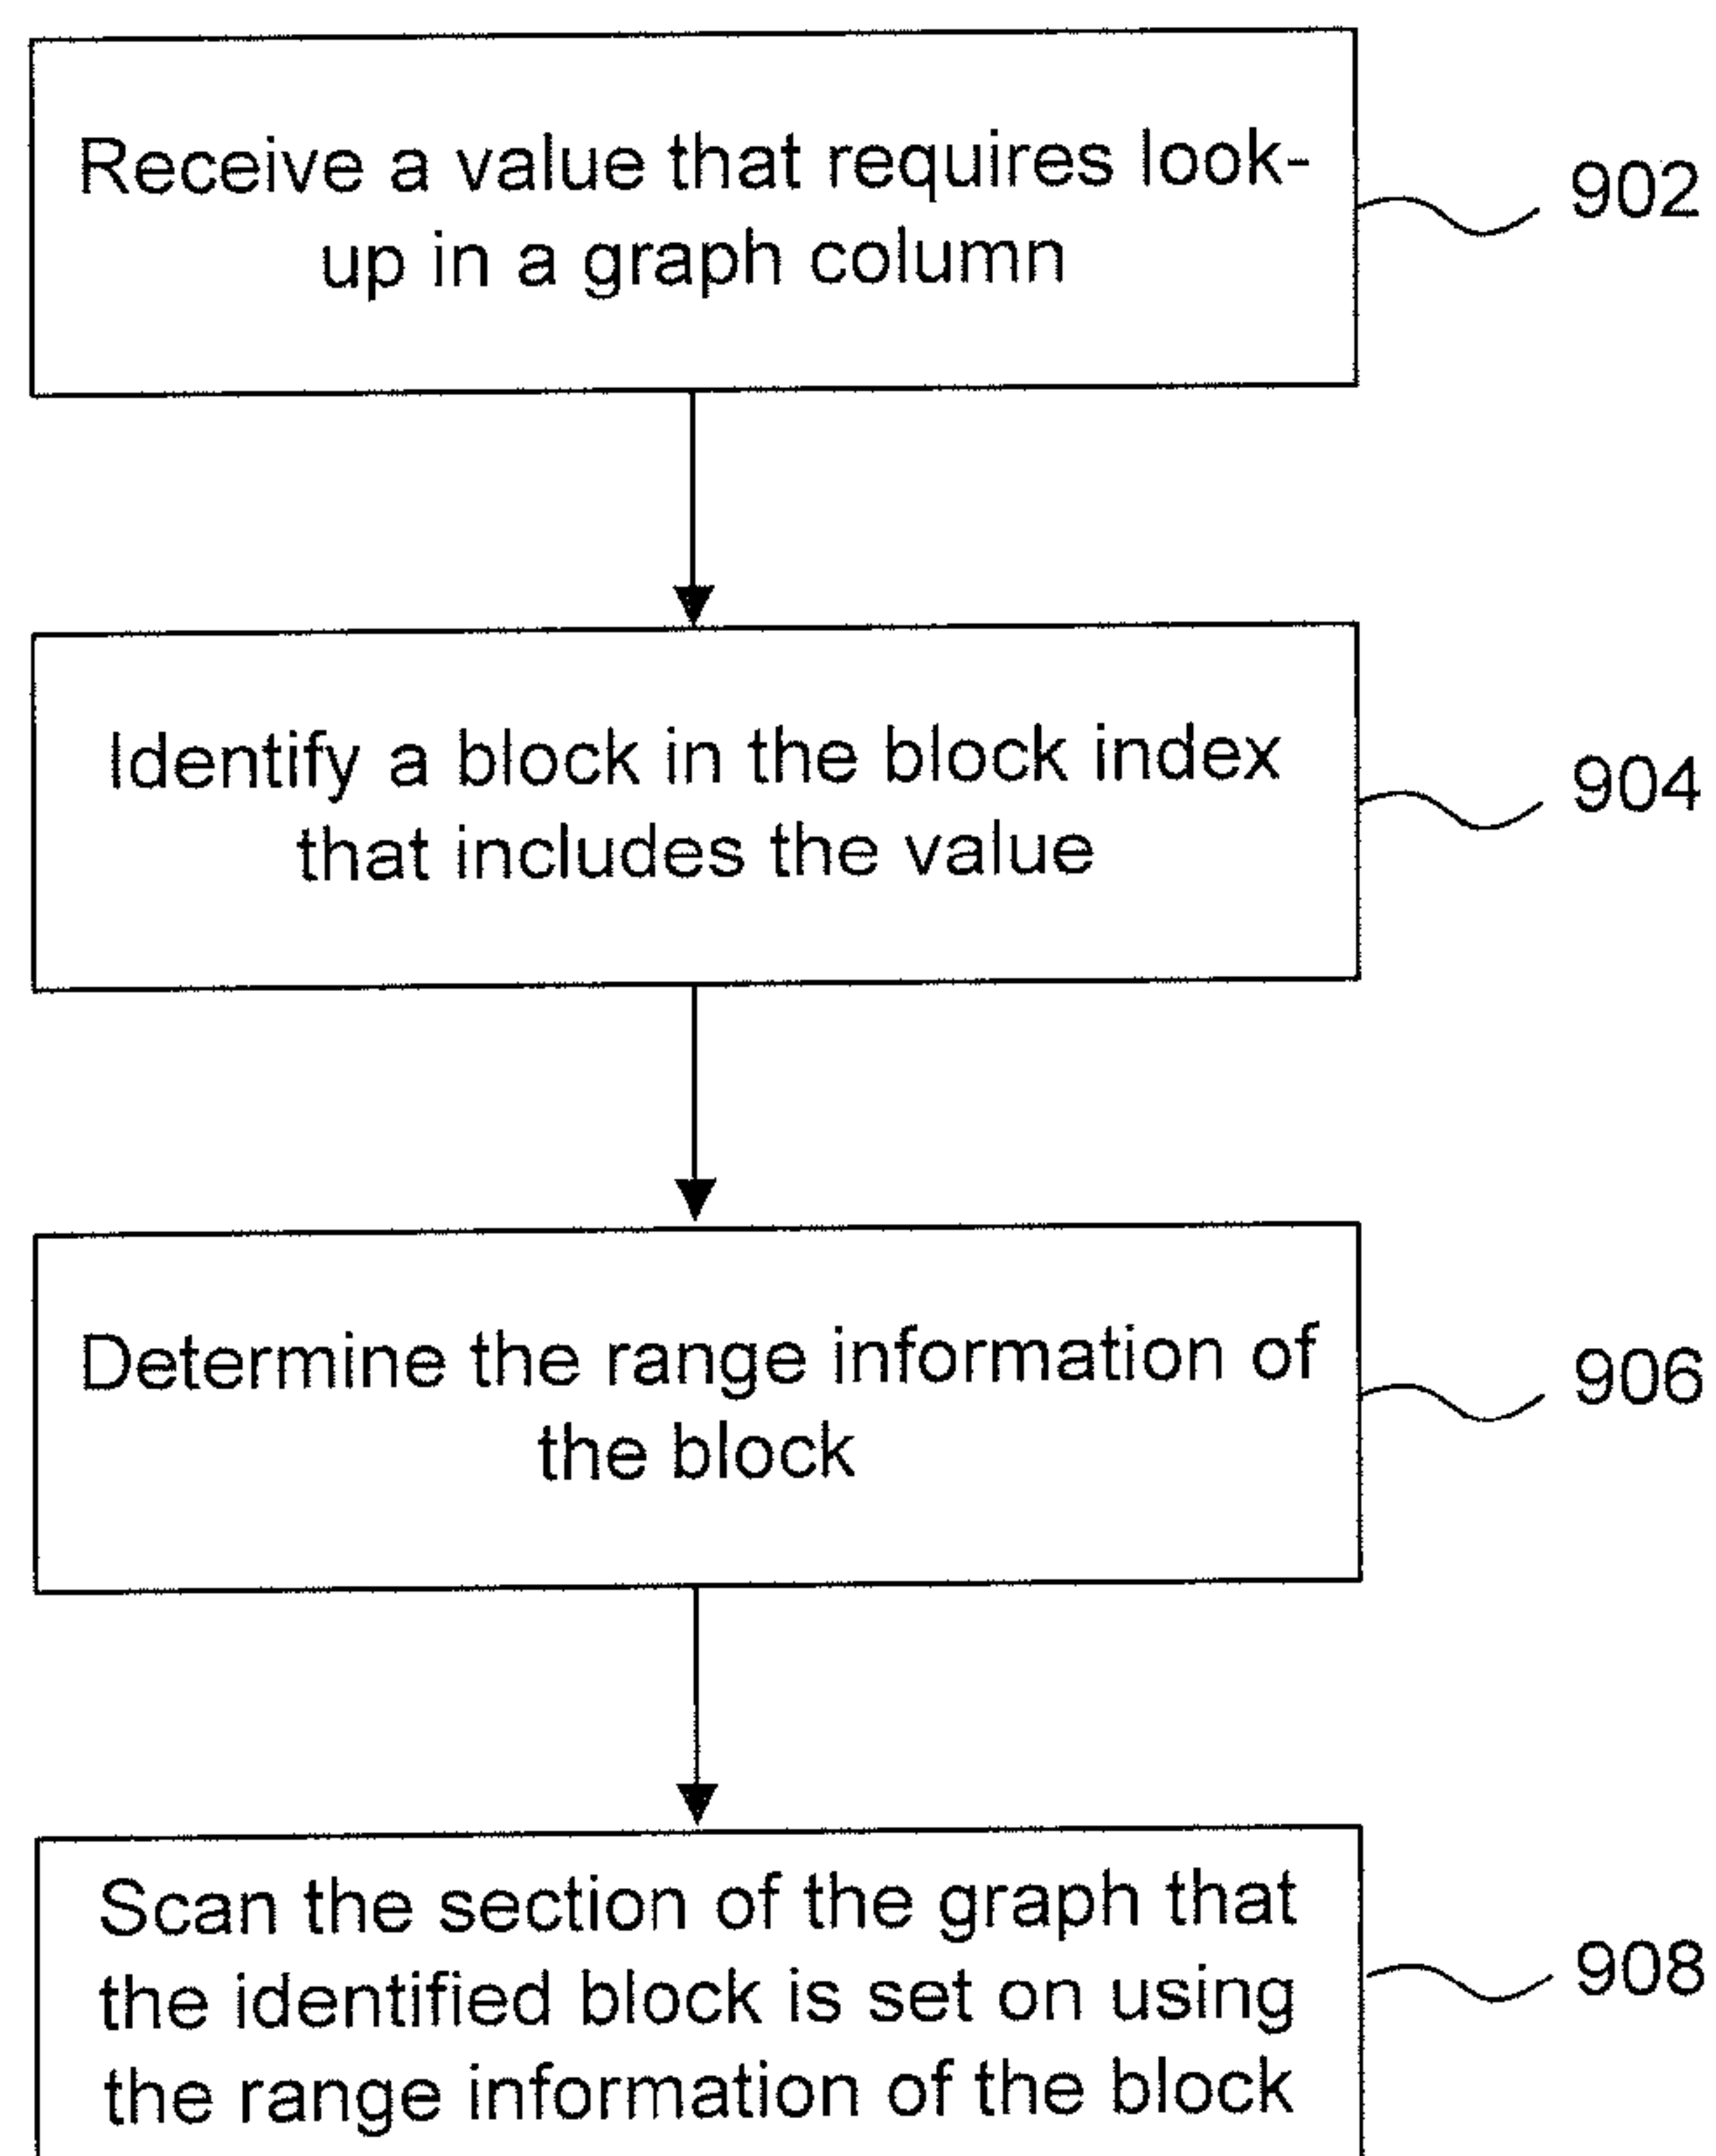 Receive a value that requires look-
up in a graph column
902
Identify a block in the block index
that includes the value
904
Determine the range information of
the block
906
Scan the section of the graph that
the identified block is set on using
the range information of the block
908